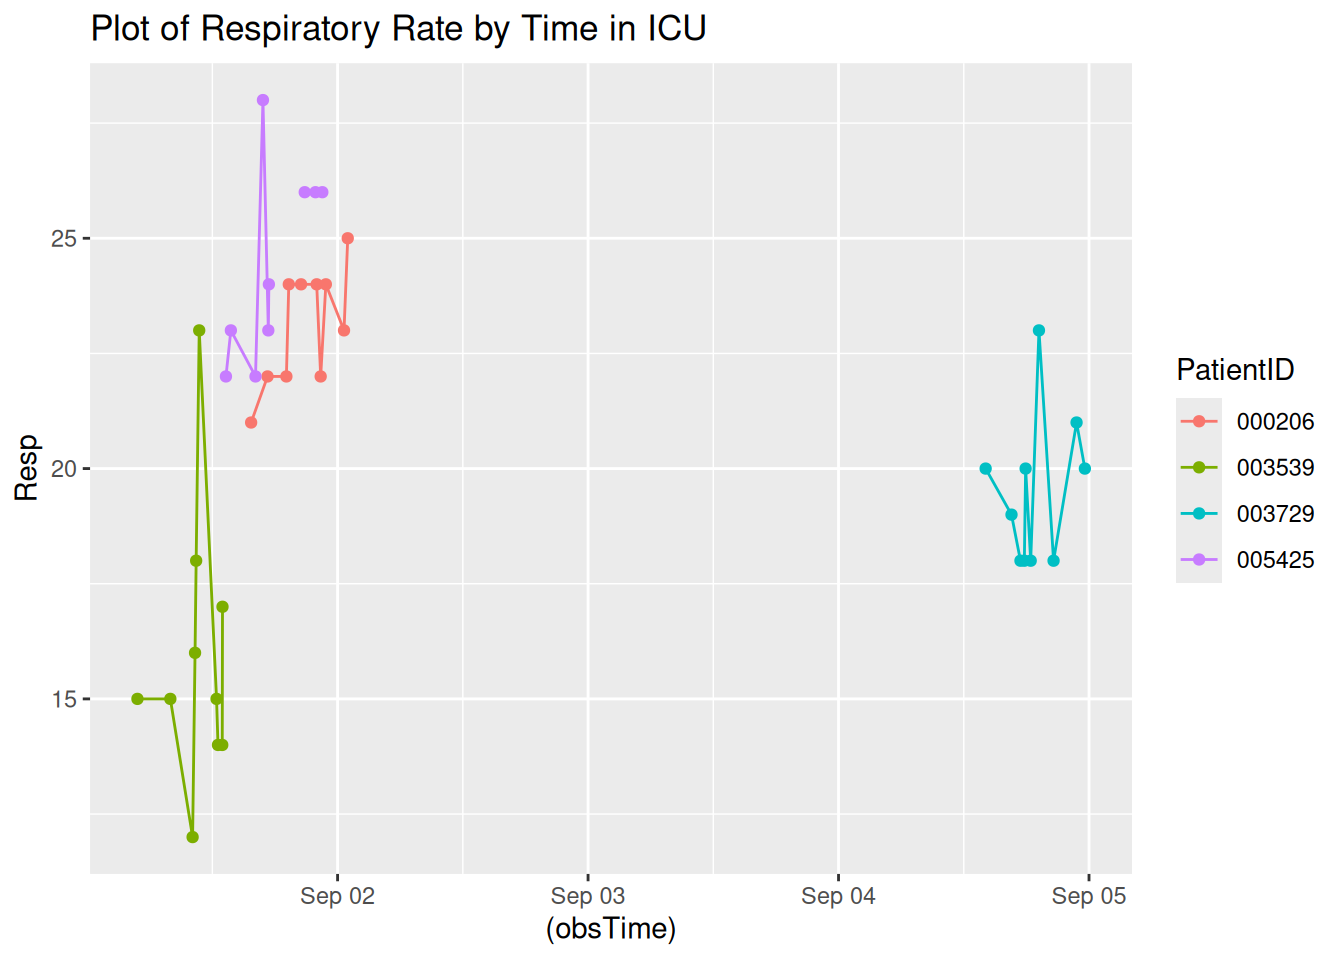 Plot of Respiratory Rate by Time in ICU
Resp
25
20
15
Sep 02
Sep 03
Sep 04
Sep 05
(obsTime)
PatientID
000206
003539
003729
005425